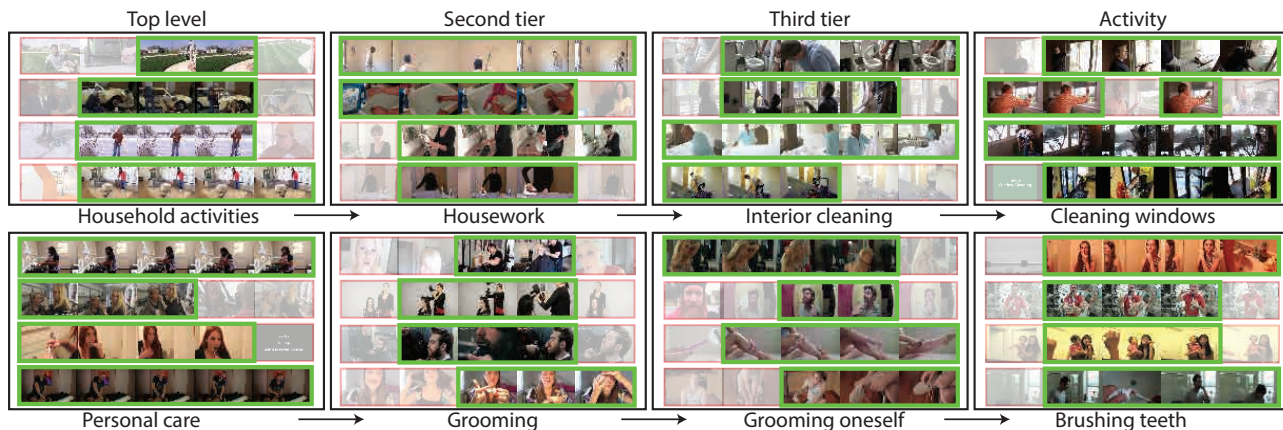 Top level Second tier Third tier Activity
Household activities Housework Interior cleaning Cleaning windows
Personal care Grooming Grooming oneself Brushing teeth